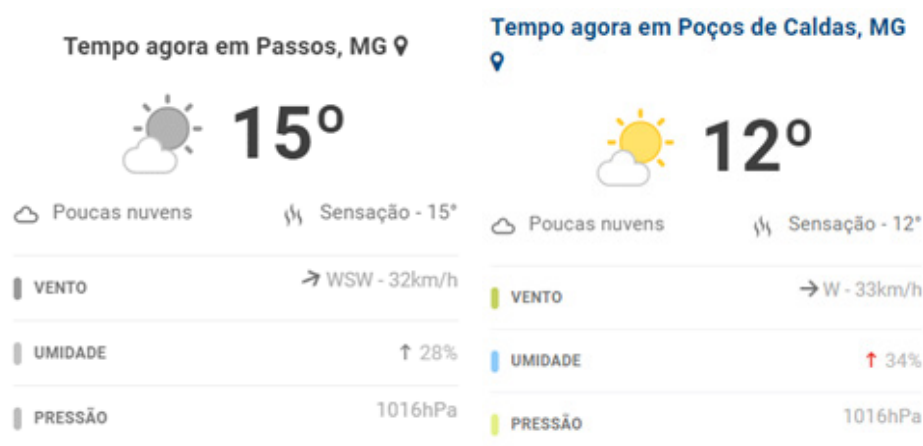 Tempo agora em Passos, MG
15º
Poucas nuvens
Sensação - 15°
VENTO
WSW - 32km/h
UMIDADE
↑ 28%
PRESSÃO
1016hPa
Tempo agora em Poços de Caldas, MG
12º
Poucas nuvens
Sensação - 12°
VENTO
W - 33km/h
UMIDADE
↑ 34%
PRESSÃO
1016hPa